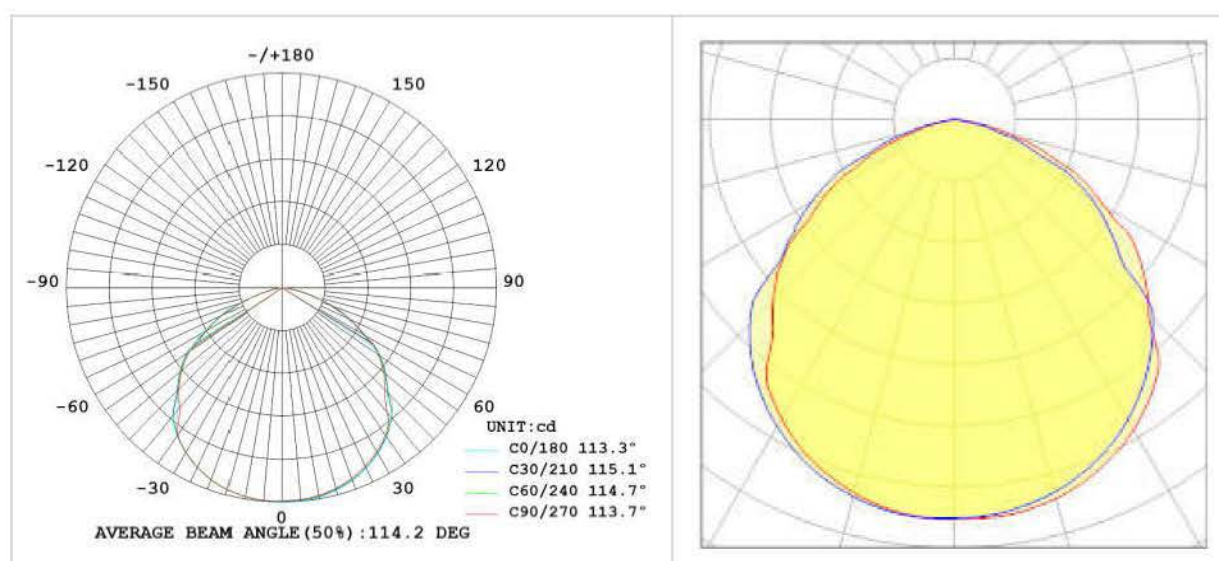 -/+180
-150 150
-120 120
-90 90
-60 60
UNIT:cd
C0/180 113.3°
C30/210 115.1°
-30 30
C60/240 114.7°
0
C90/270 113.7°
AVERAGE BEAM ANGLE(50%):114.2 DEG